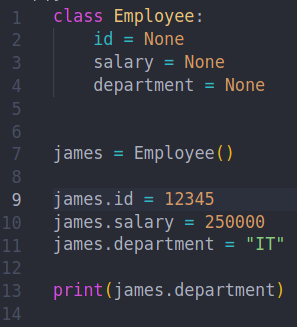 1 class Employee:
2     id = None
3     salary = None
4     department = None
5
6
7 james = Employee()
8
9 james.id = 12345
10 james.salary = 250000
11 james.department = "IT"
12
13 print(james.department)
14